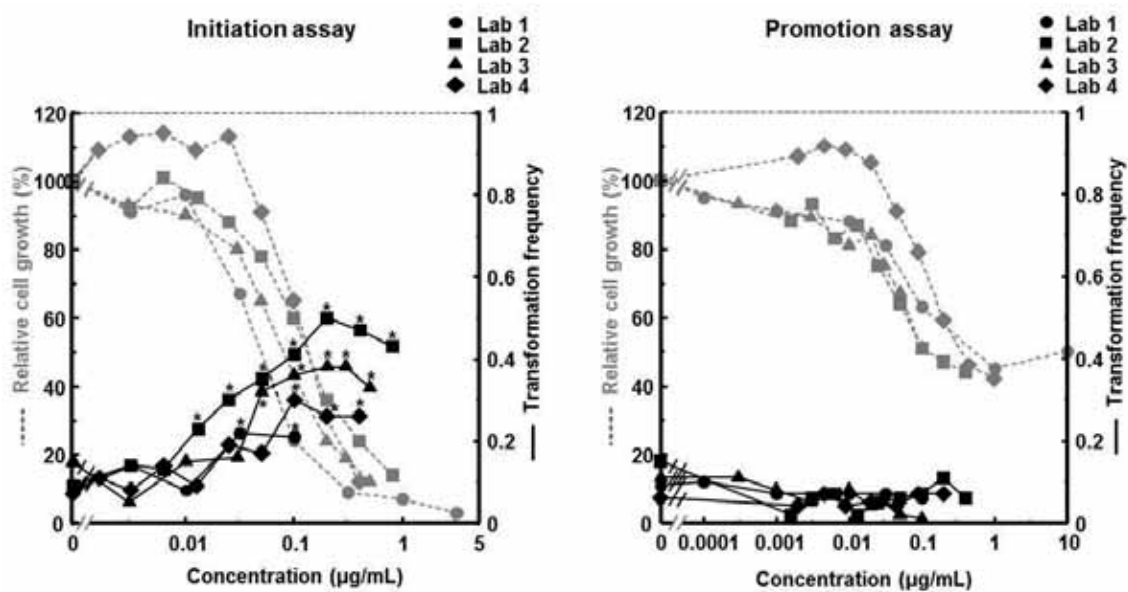 Initiation assay
Lab 1
Lab 2
Lab 3
Lab 4
120
100
80
60
40
20
0
Relative cell growth (%)
1
0.8
0.6
0.4
0.2
0
Transformation frequency
0 0.01 0.1 1 5
Concentration (µg/mL)
Promotion assay
Lab 1
Lab 2
Lab 3
Lab 4
120
100
80
60
40
20
0
Relative cell growth (%)
1
0.8
0.6
0.4
0.2
0
Transformation frequency
0 0.0001 0.001 0.01 0.1 1 10
Concentration (µg/mL)